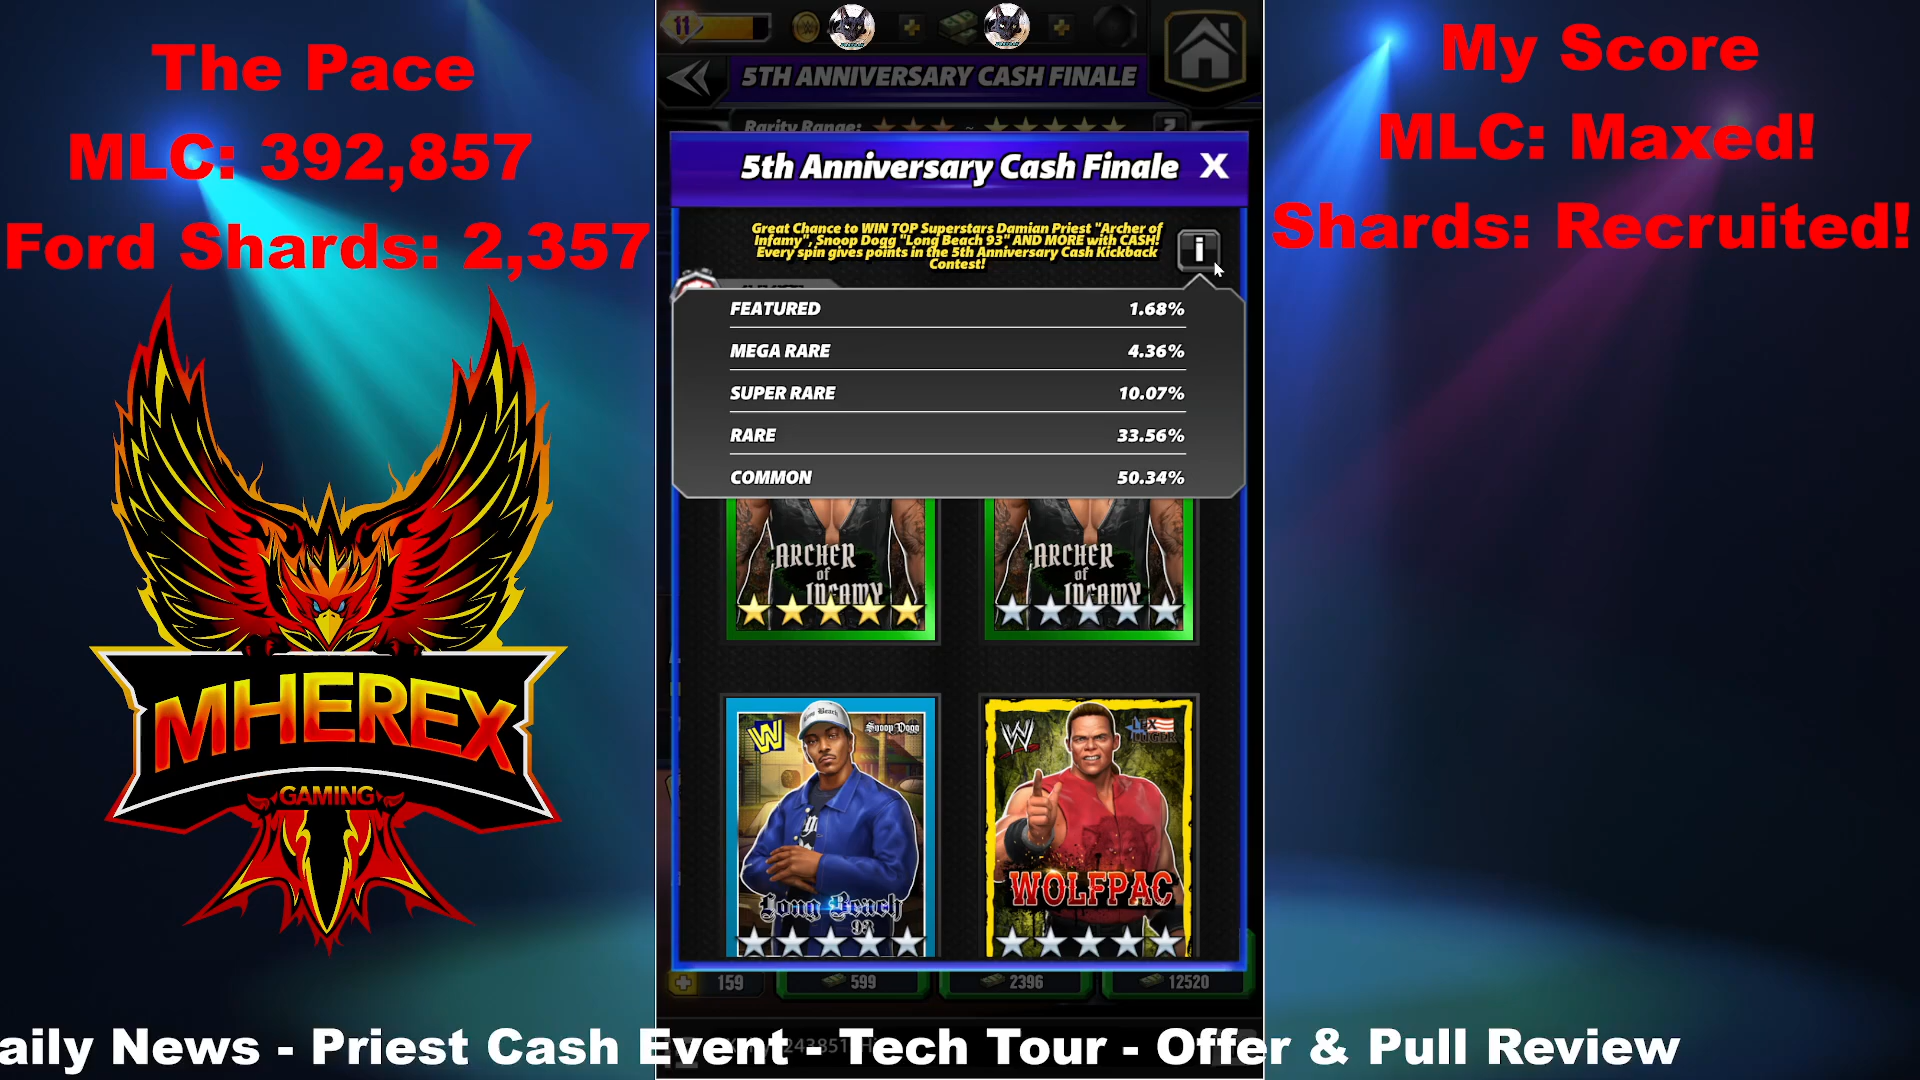 The Pace
MLC: 392,857
Ford Shards: 2,357
MHEREX
GAMING
11
5TH ANNIVERSARY CASH FINALE
Rarity Range:
5th Anniversary Cash Finale X
Great Chance to WIN TOP Superstars Damian Priest "Archer of
Infamy", Snoop Dogg "Long Beach 93" AND MORE with CASH!
Every spin gives points in the 5th Anniversary Cash Kickback
Contest!
i
FEATURED 1.68%
MEGA RARE 4.36%
SUPER RARE 10.07%
RARE 33.56%
COMMON 50.34%
ARCHER
of
INFAMY
ARCHER
of
INFAMY
Snoop Dogg
Long Beach
Long Beach
93
LEX
LUGER
WOLFPAC
159 599 2396 12520
My Score
MLC: Maxed!
Shards: Recruited!
aily News - Priest Cash Event - Tech Tour - Offer & Pull Review